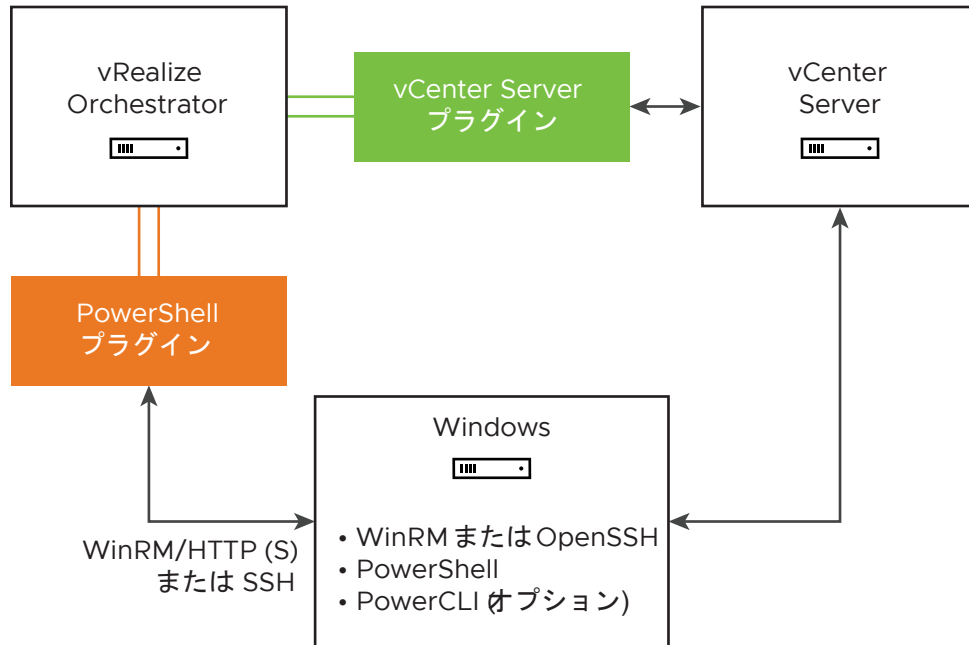 vRealize
Orchestrator
vCenter Server
プラグイン
vCenter
Server
PowerShell
プラグイン
Windows
• WinRM または OpenSSH
• PowerShell
• PowerCLI (オプション)
WinRM/HTTP (S)
または SSH